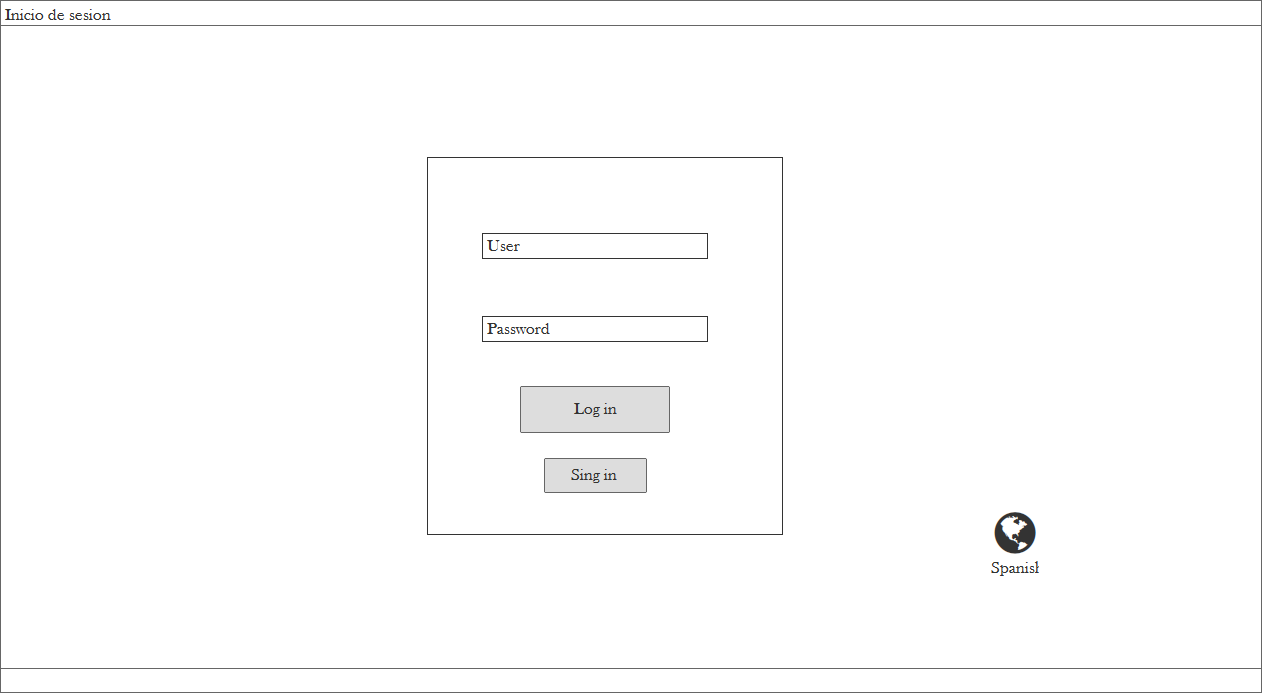 Inicio de sesion
User
Password
Log in
Sing in
Spanish